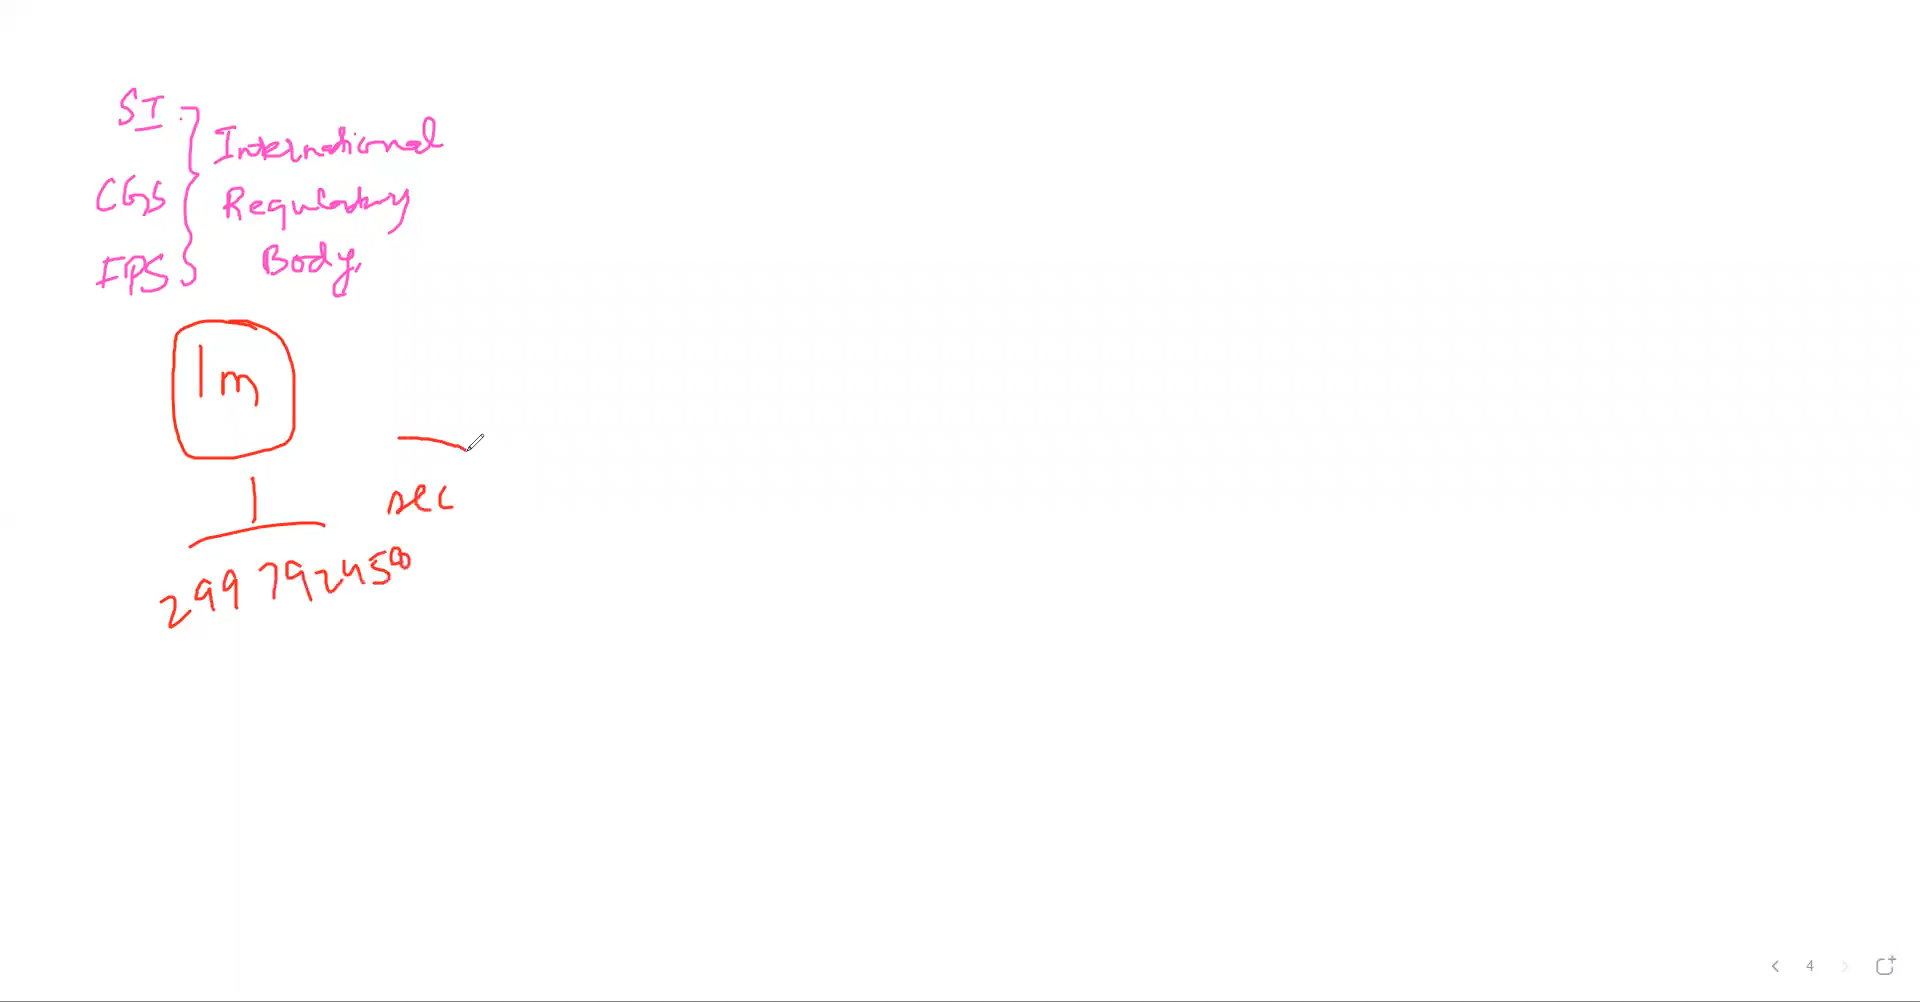 SI
International
CGS
Regulatory
FPS
Body,
1m
1
sec
299792458
4